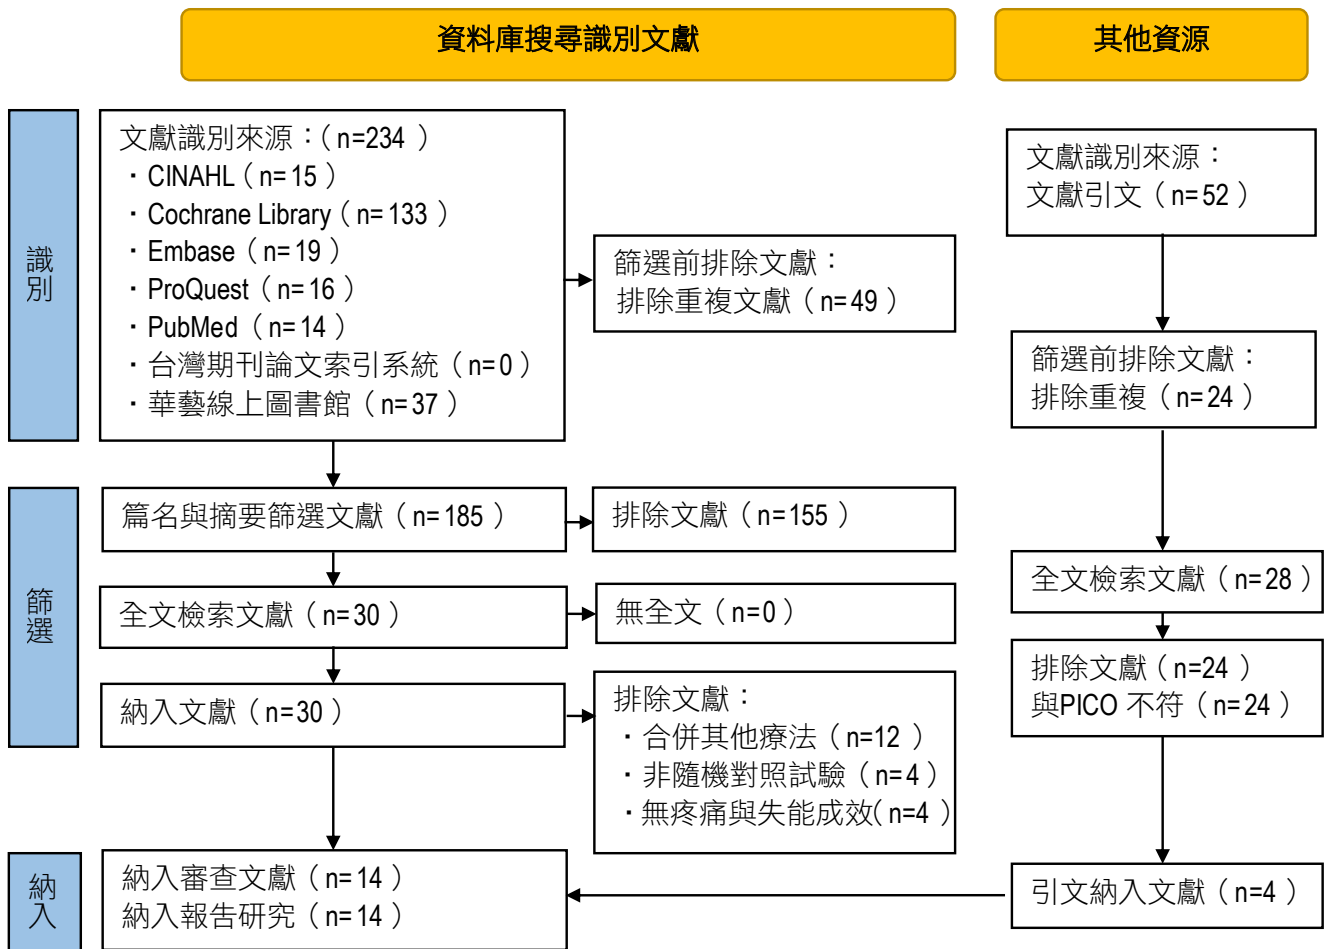 資料庫搜尋識別文獻
其他資源
識別
文獻識別來源：(n=234 )
・CINAHL（n=15 ）
・Cochrane Library（n=133 ）
・Embase（n=19 ）
・ProQuest（n=16 ）
・PubMed（n=14 ）
・台灣期刊論文索引系統（n=0 ）
・華藝線上圖書館（n=37 ）
篩選前排除文獻：
排除重複文獻（n=49 ）
文獻識別來源：
文獻引文（n=52 ）
篩選前排除文獻：
排除重複（n=24 ）
篩選
篇名與摘要篩選文獻（n=185 ）
排除文獻（n=155 ）
全文檢索文獻（n=30 ）
無全文（n=0 ）
全文檢索文獻（n=28 ）
納入文獻（n=30 ）
排除文獻：
・合併其他療法（n=12 ）
・非隨機對照試驗（n=4 ）
・無疼痛與失能成效(n=4 ）
排除文獻（n=24 ）
與PICO 不符（n=24 ）
納入
納入審查文獻（n=14 ）
納入報告研究（n=14 ）
引文納入文獻（n=4 ）